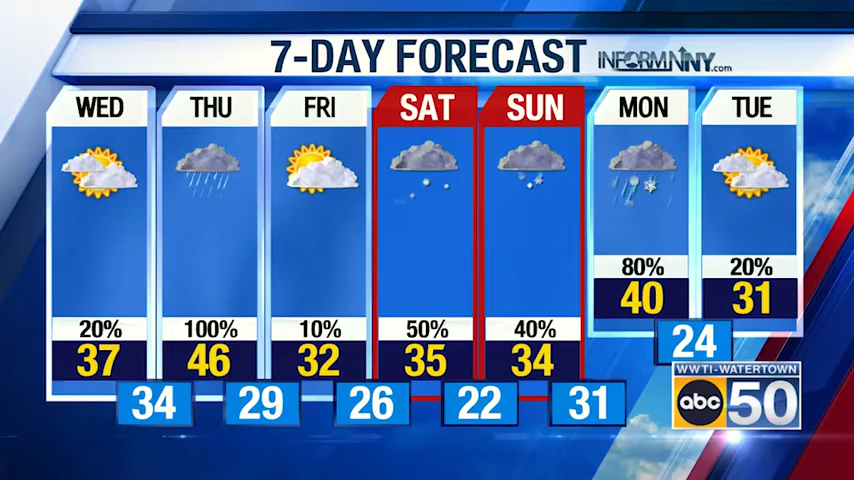 7-DAY FORECAST INFORMNNY.com
WED THU FRI SAT SUN MON TUE
80% 20%
40 31
20% 100% 10% 50% 40%
37 46 32 35 34
24
34 29 26 22 31
WWTI-WATERTOWN
abc 50